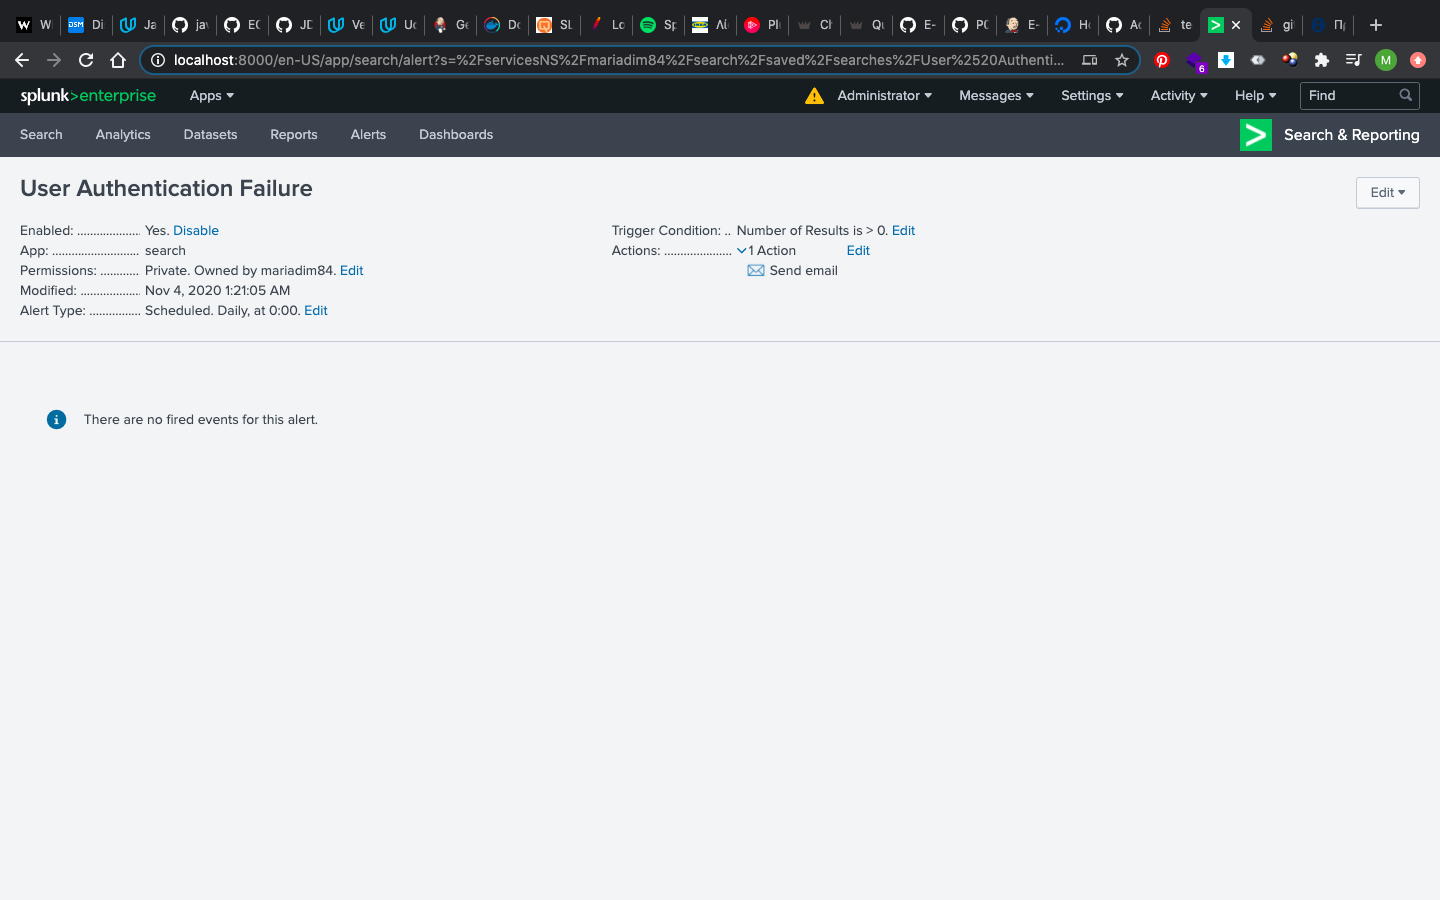 W Di Ja jav EC JD Ve Uc Ge Do SL Lo Sp Plu Ch Qu E- PC E- Ho Ac te gi
localhost:8000/en-US/app/search/alert?s=%2FservicesNS%2Fmariadim84%2Fsearch%2Fsaved%2Fsearches%2FUser%2520Authenti... 6 M
splunk>enterprise Apps Administrator Messages Settings Activity Help Find
Search Analytics Datasets Reports Alerts Dashboards Search & Reporting
User Authentication Failure Edit
Enabled: .................... Yes. Disable Trigger Condition: .. Number of Results is > 0. Edit
App: ........................... search Actions: ..................... 1 Action Edit
Permissions: ............ Private. Owned by mariadim84. Edit Send email
Modified: ................... Nov 4, 2020 1:21:05 AM
Alert Type: ................ Scheduled. Daily, at 0:00. Edit
There are no fired events for this alert.